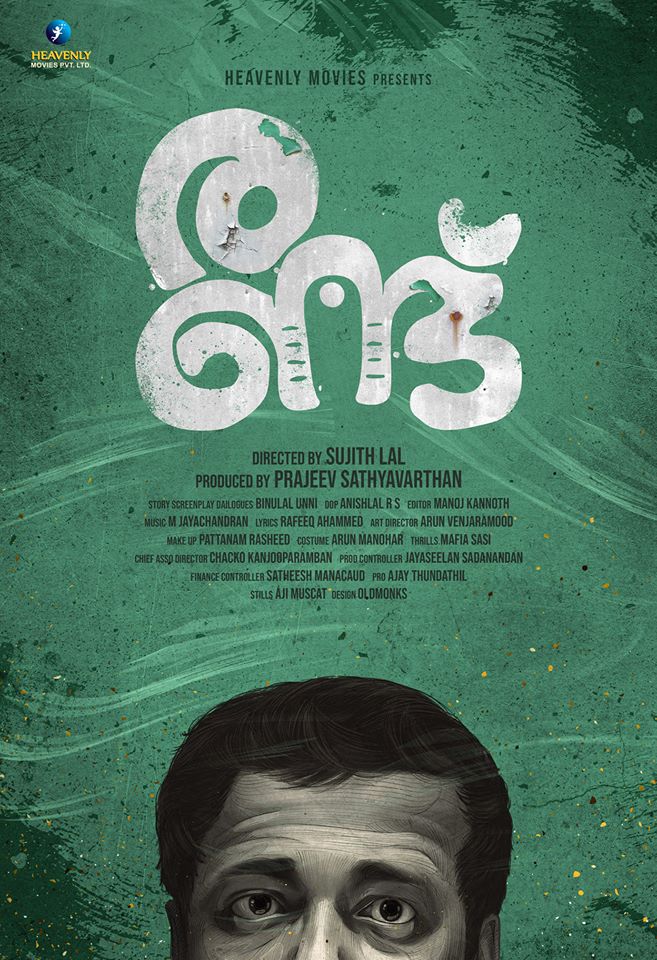 HEAVENLY
MOVIES PVT. LTD.
HEAVENLY MOVIES PRESENTS
രണ്ട്
DIRECTED BY SUJITH LAL
PRODUCED BY PRAJEEV SATHYAVARTHAN
STORY SCREENPLAY DAILOGUES BINULAL UNNI DOP ANISHLAL R S EDITOR MANOJ KANNOTH
MUSIC M JAYACHANDRAN LYRICS RAFEEQ AHAMMED ART DIRECTOR ARUN VENJARAMOOD
MAKE UP PATTANAM RASHEED COSTUME ARUN MANOHAR THRILLS MAFIA SASI
CHIEF ASSO DIRECTOR CHACKO KANJOOPARAMBAN PROD CONTROLLER JAYASEELAN SADANANDAN
FINANCE CONTROLLER SATHEESH MANACAUD PRO AJAY THUNDATHIL
STILLS AJI MUSCAT DESIGN OLDMONKS